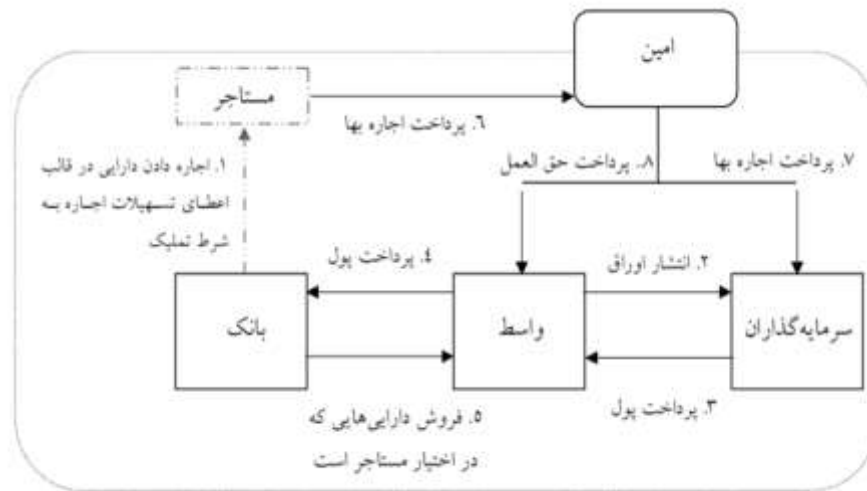 امین
مستاجر
۶. پرداخت اجاره بها
۱. اجاره دادن دارایی در قالب
اعطای تسهیلات اجاره به
شرط تملیک
۸. پرداخت حق العمل
۷. پرداخت اجاره بها
۴. پرداخت پول
۲. انتشار اوراق
بانک
واسط
سرمایه‌گذاران
۵. فروش دارایی‌هایی که
در اختیار مستاجر است
۳. پرداخت پول